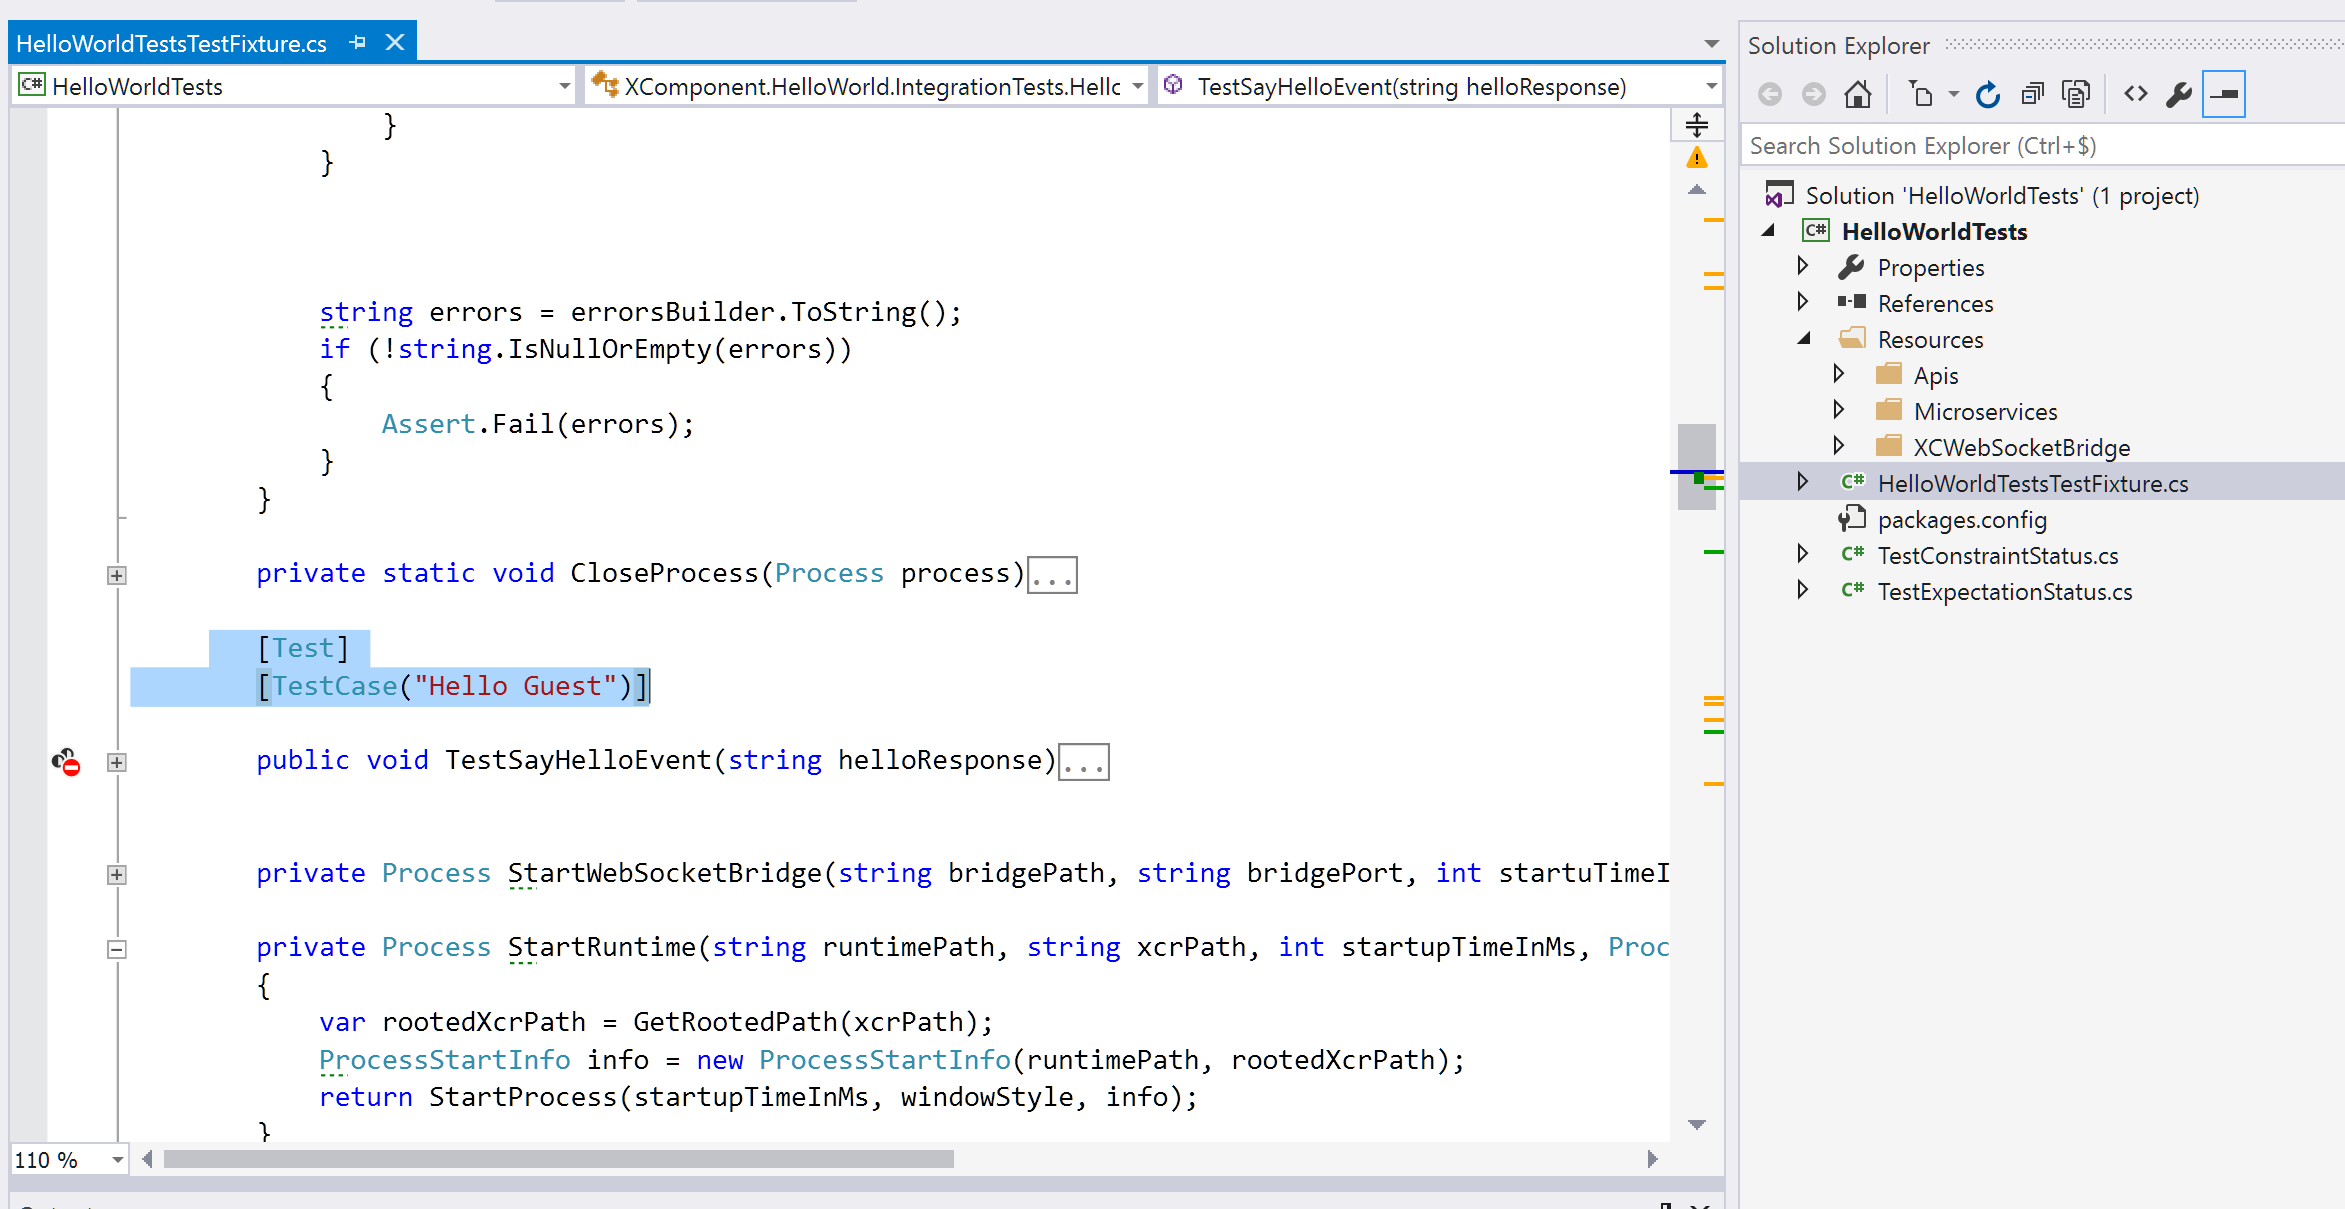 HelloWorldTestsTestFixture.cs
C# HelloWorldTests
XComponent.HelloWorld.IntegrationTests.Hellc
TestSayHelloEvent(string helloResponse)
}
}
string errors = errorsBuilder.ToString();
if (!string.IsNullOrEmpty(errors))
{
Assert.Fail(errors);
}
}
private static void CloseProcess(Process process)...
[Test]
[TestCase("Hello Guest")]
public void TestSayHelloEvent(string helloResponse)...
private Process StartWebSocketBridge(string bridgePath, string bridgePort, int startuTimeI
private Process StartRuntime(string runtimePath, string xcrPath, int startupTimeInMs, Proc
{
var rootedXcrPath = GetRootedPath(xcrPath);
ProcessStartInfo info = new ProcessStartInfo(runtimePath, rootedXcrPath);
return StartProcess(startupTimeInMs, windowStyle, info);
}
110 %
Solution Explorer
Search Solution Explorer (Ctrl+$)
Solution 'HelloWorldTests' (1 project)
C# HelloWorldTests
Properties
References
Resources
Apis
Microservices
XCWebSocketBridge
C# HelloWorldTestsTestFixture.cs
packages.config
C# TestConstraintStatus.cs
C# TestExpectationStatus.cs